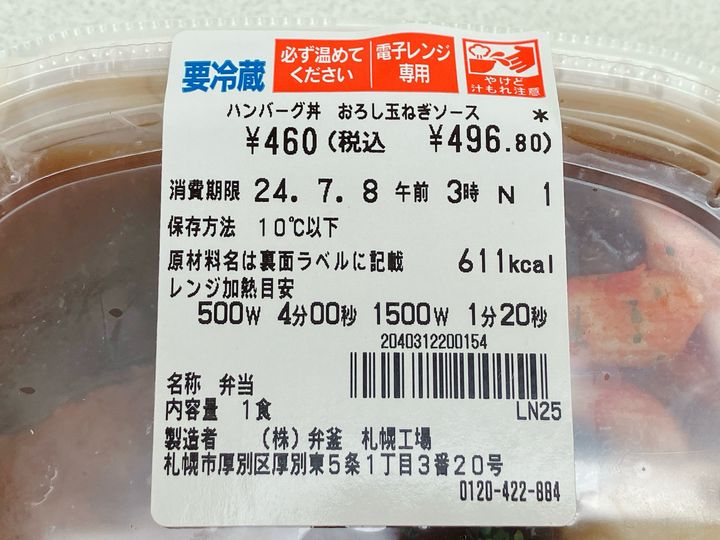 要冷蔵
必ず温めて
ください
電子レンジ
専用
やけど
汁もれ注意
ハンバーグ丼 おろし玉ねぎソース *
¥460(税込 ¥496.80)
消費期限 24.7.8 午前 3時 N 1
保存方法 10℃以下
原材料名は裏面ラベルに記載 611kcal
レンジ加熱目安
500W 4分00秒 1500W 1分20秒
2040312200154
名称 弁当
内容量 1食
LN25
製造者 (株)弁釜 札幌工場
札幌市厚別区厚別東5条1丁目3番20号
0120-422-884